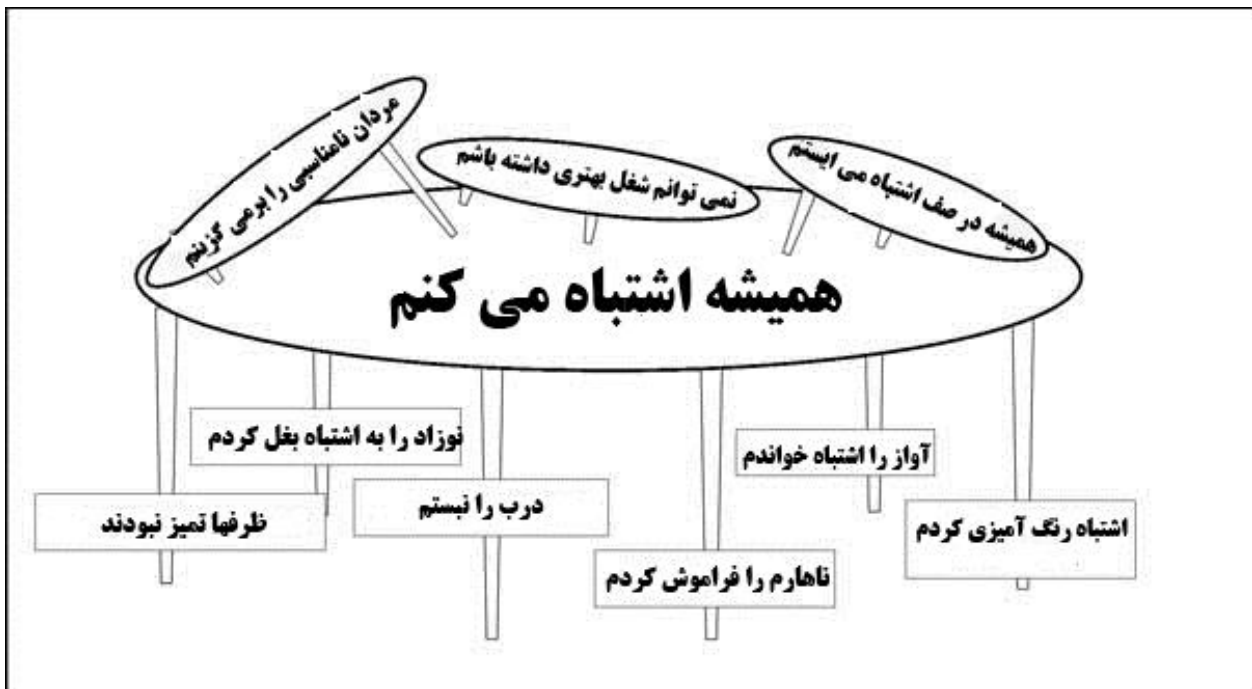 مردان نامناسبی را برمی گزینم
نمی توانم شغل بهتری داشته باشم
همیشه در صف اشتباه می ایستم
همیشه اشتباه می کنم
نوزاد را به اشتباه بغل کردم
آواز را اشتباه خواندم
ظرفها تمیز نبودند
درب را نبستم
اشتباه رنگ آمیزی کردم
ناهارم را فراموش کردم